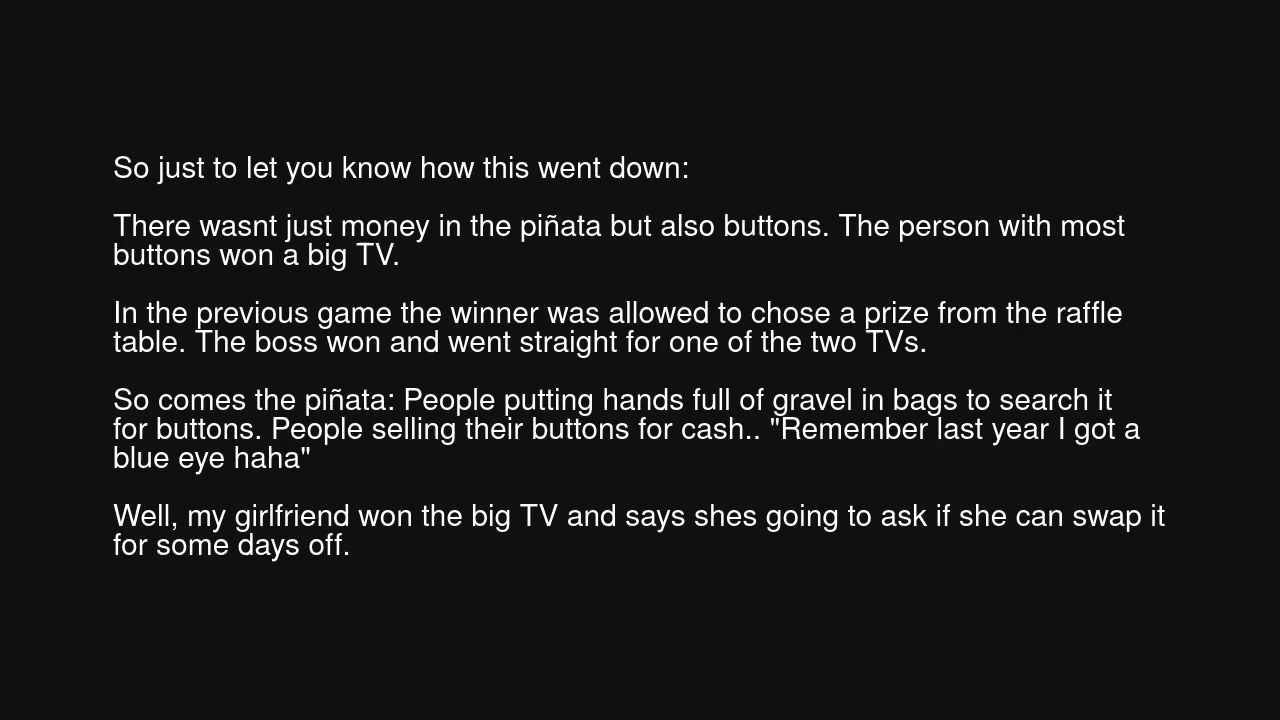 So just to let you know how this went down:
There wasnt just money in the piñata but also buttons. The person with most
buttons won a big TV.
In the previous game the winner was allowed to chose a prize from the raffle
table. The boss won and went straight for one of the two TVs.
So comes the piñata: People putting hands full of gravel in bags to search it
for buttons. People selling their buttons for cash.. "Remember last year I got a
blue eye haha"
Well, my girlfriend won the big TV and says shes going to ask if she can swap it
for some days off.